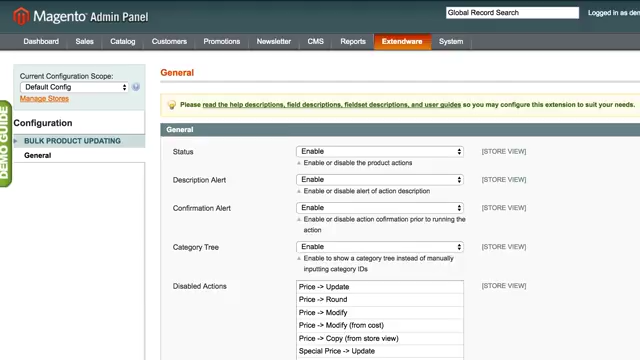 Magento Admin Panel
Global Record Search
Logged in as dem
Dashboard Sales Catalog Customers Promotions Newsletter CMS Reports Extendware System
Current Configuration Scope:
Default Config
Manage Stores
Configuration
BULK PRODUCT UPDATING
General
DEMO GUIDE
General
Please read the help descriptions, field descriptions, fieldset descriptions, and user guides so you may configure this extension to suit your needs.
General
Status Enable [STORE VIEW]
Enable or disable the product actions
Description Alert Enable [STORE VIEW]
Enable or disable alert of action description
Confirmation Alert Enable [STORE VIEW]
Enable or disable action cofirmation prior to running the
action
Category Tree Enable [STORE VIEW]
Enable to show a category tree instead of manually
inputting category IDs
Disabled Actions Price -> Update [STORE VIEW]
Price -> Round
Price -> Modify
Price -> Modify (from cost)
Price -> Copy (from store view)
Special Price -> Update